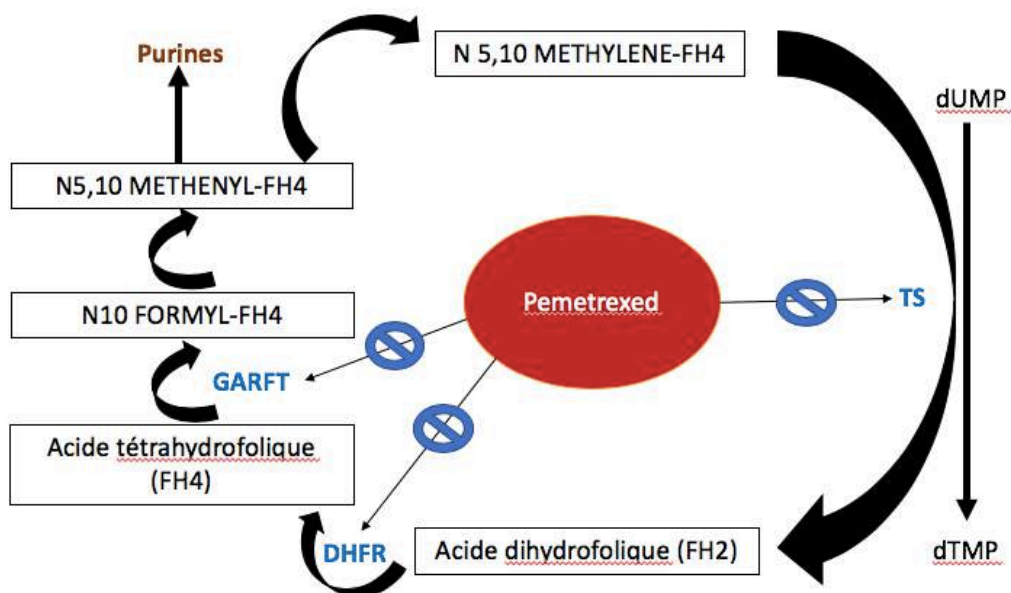 Purines
N 5,10 METHYLENE-FH4
dUMP
N5,10 METHENYL-FH4
Pemetrexed
TS
N10 FORMYL-FH4
GARFT
Acide tétrahydrofolique
(FH4)
DHFR
Acide dihydrofolique (FH2)
dTMP